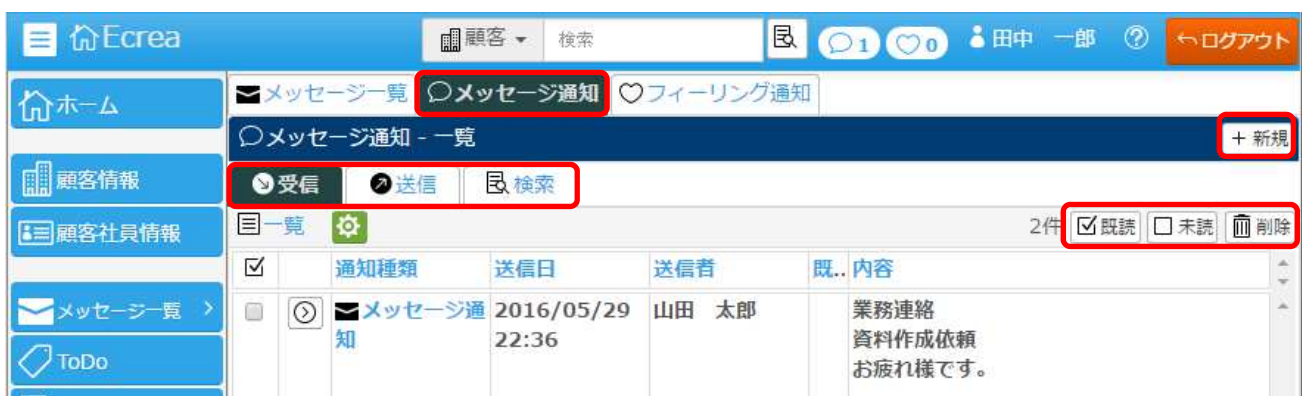 Ecrea 顧客 検索 1 0 田中 一郎 ログアウト
ホーム
顧客情報
顧客社員情報
メッセージ一覧
ToDo
メッセージ一覧 メッセージ通知 フィーリング通知
メッセージ通知 - 一覧 + 新規
受信 送信 検索
一覧 2件 既読 未読 削除
通知種類 送信日 送信者 既.. 内容
メッセージ通 2016/05/29 山田 太郎 業務連絡
知 22:36 資料作成依頼
お疲れ様です。